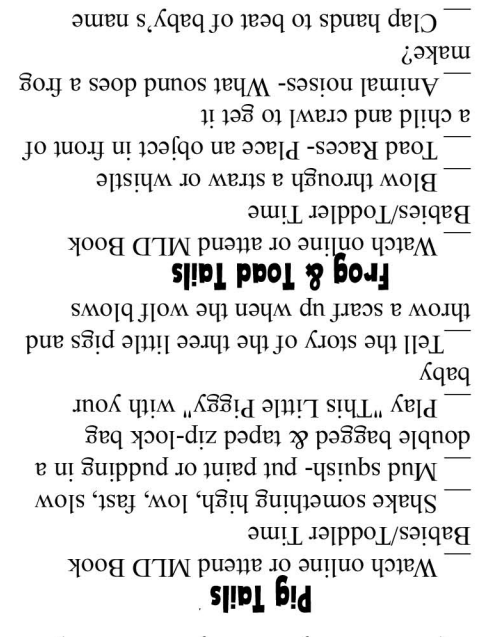 Pig Tails
__ Watch online or attend MLD Book
Babies/Toddler Time
__ Shake something high, low, fast, slow
__ Mud squish- put paint or pudding in a
double bagged & taped zip-lock bag
__ Play "This Little Piggy" with your
baby
__Tell the story of the three little pigs and
throw a scarf up when the wolf blows
Frog & Toad Tails
__ Watch online or attend MLD Book
Babies/Toddler Time
__ Blow through a straw or whistle
__ Toad Races- Place an object in front of
a child and crawl to get it
__ Animal noises- What sound does a frog
make?
__ Clap hands to beat of baby's name